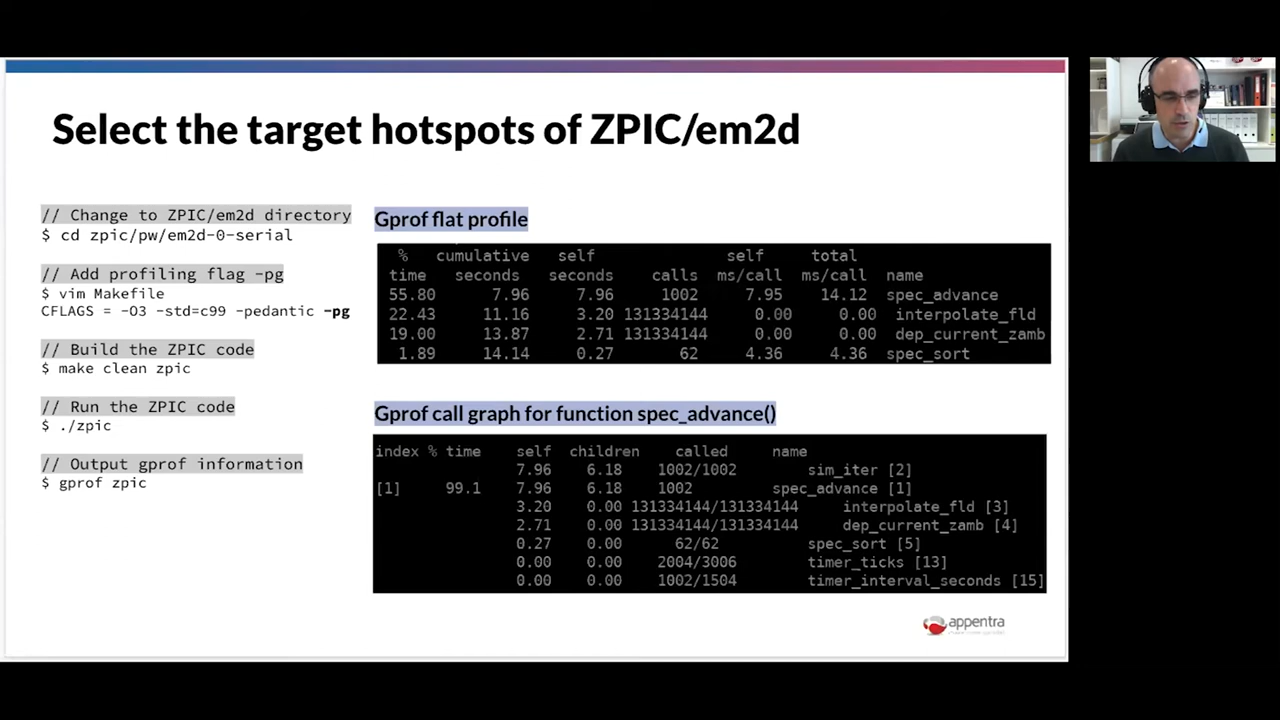 Select the target hotspots of ZPIC/em2d
// Change to ZPIC/em2d directory
$ cd zpic/pw/em2d-0-serial
// Add profiling flag -pg
$ vim Makefile
CFLAGS = -O3 -std=c99 -pedantic -pg
// Build the ZPIC code
$ make clean zpic
// Run the ZPIC code
$ ./zpic
// Output gprof information
$ gprof zpic
Gprof flat profile
% cumulative self self total
time seconds seconds calls ms/call ms/call name
55.80 7.96 7.96 1002 7.95 14.12 spec_advance
22.43 11.16 3.20 131334144 0.00 0.00 interpolate_fld
19.00 13.87 2.71 131334144 0.00 0.00 dep_current_zamb
1.89 14.14 0.27 62 4.36 4.36 spec_sort
Gprof call graph for function spec_advance()
index % time self children called name
7.96 6.18 1002/1002 sim_iter [2]
[1] 99.1 7.96 6.18 1002 spec_advance [1]
3.20 0.00 131334144/131334144 interpolate_fld [3]
2.71 0.00 131334144/131334144 dep_current_zamb [4]
0.27 0.00 62/62 spec_sort [5]
0.00 0.00 2004/3006 timer_ticks [13]
0.00 0.00 1002/1504 timer_interval_seconds [15]
appentra